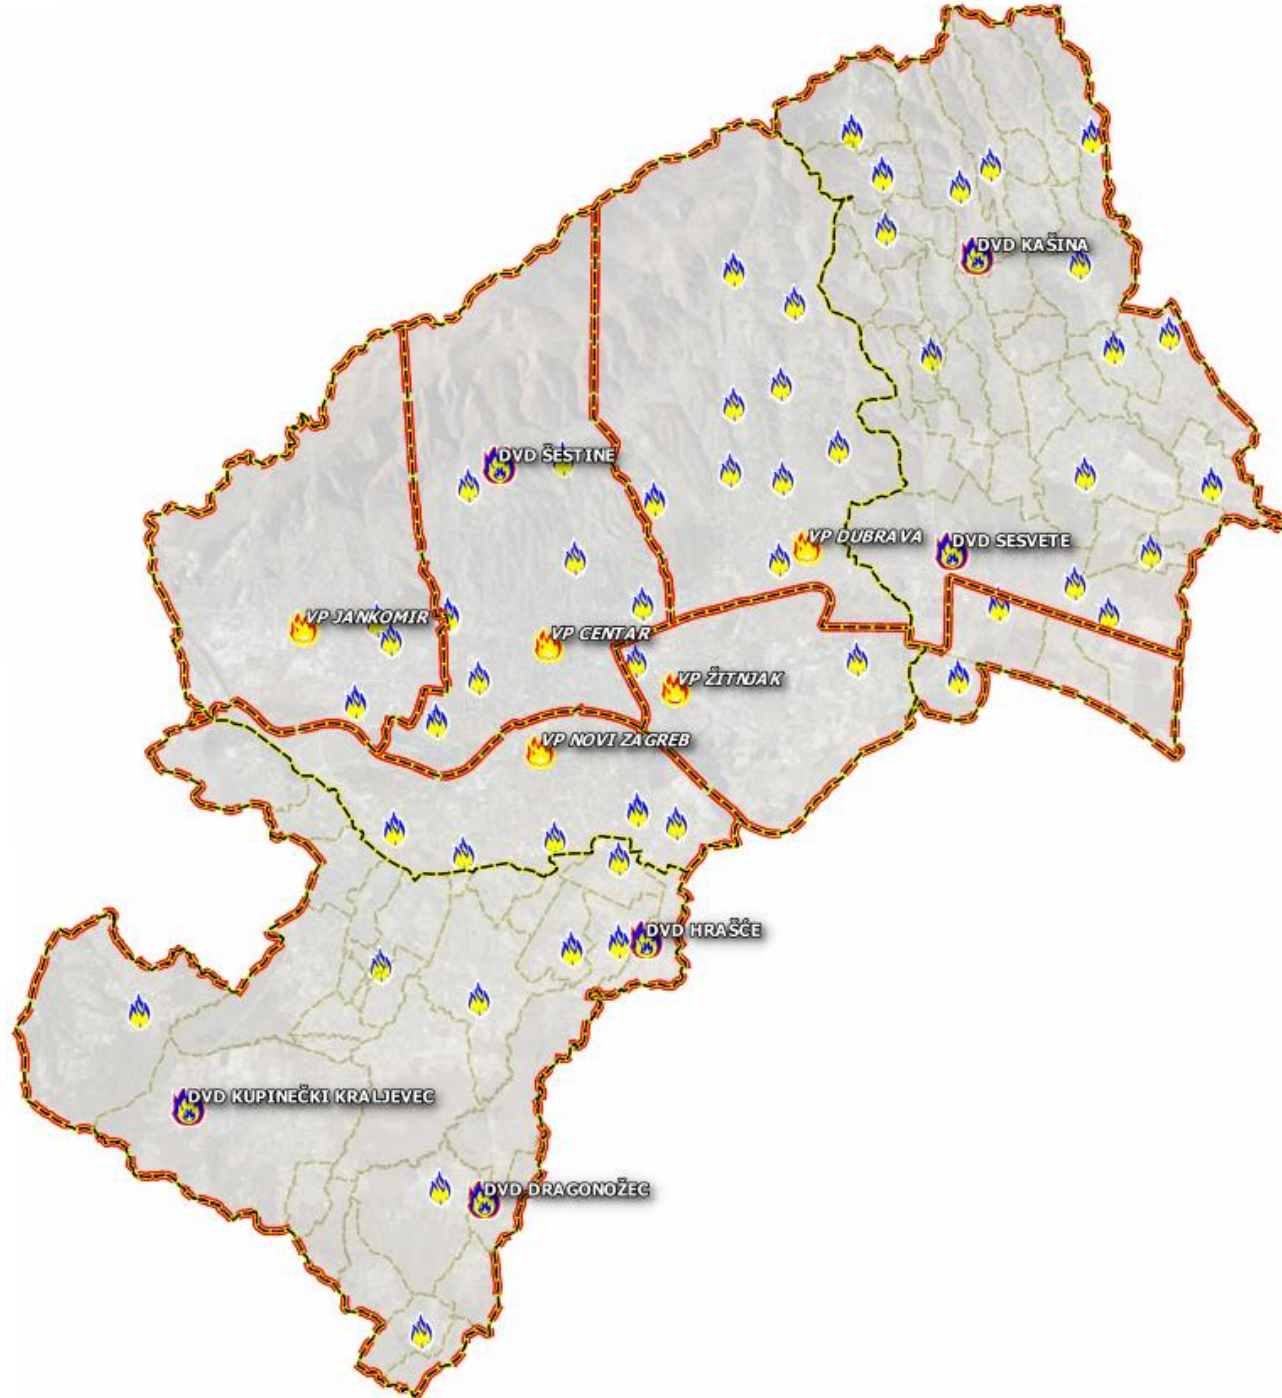 DVD KAŠINA
DVD ŠESTINE
VP DUBRAVA
DVD SESVETE
VP JANKOMIR
VP CENTAR
VP ŽITNJAK
VP NOVI ZAGREB
DVD HRAŠĆE
DVD KUPINEČKI KRALJEVEC
DVD DRAGONOŽEC